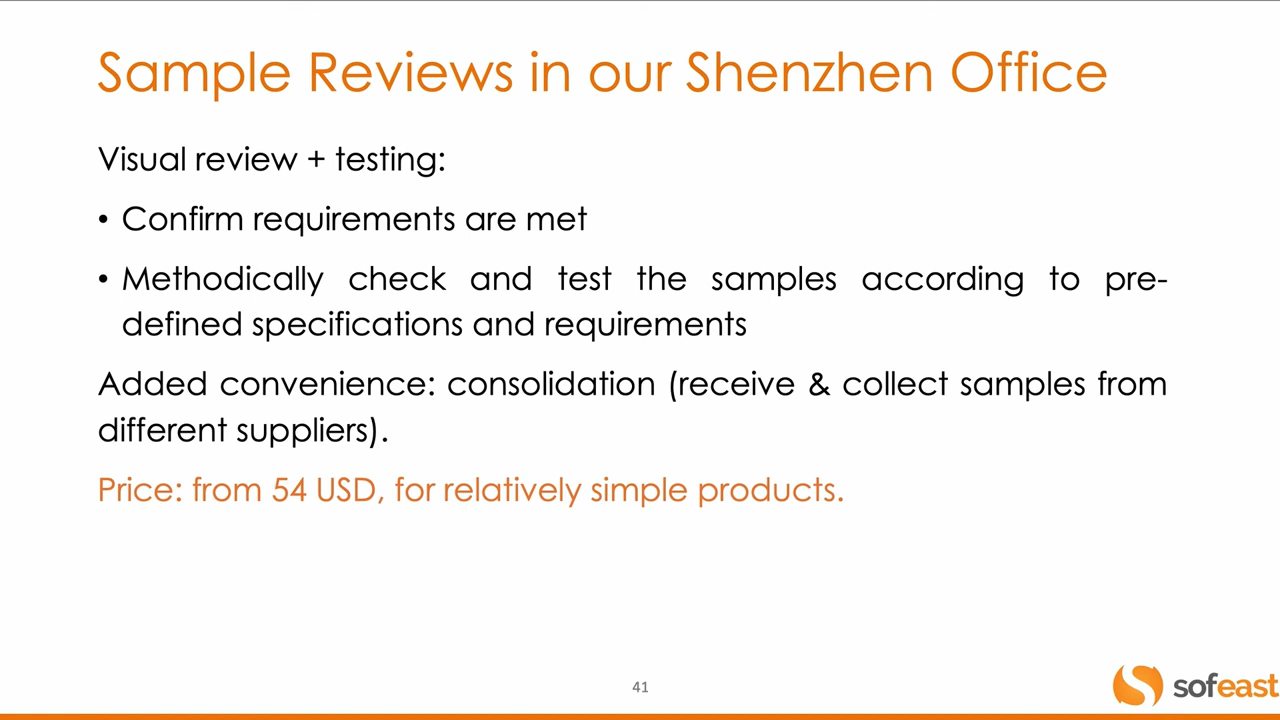 Sample Reviews in our Shenzhen Office
Visual review + testing:
• Confirm requirements are met
• Methodically check and test the samples according to pre-
defined specifications and requirements
Added convenience: consolidation (receive & collect samples from
different suppliers).
Price: from 54 USD, for relatively simple products.
41
sofeast